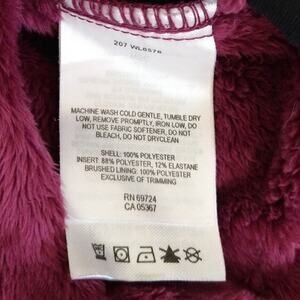 207 WL6576
MACHINE WASH COLD GENTLE, TUMBLE DRY
LOW, REMOVE PROMPTLY, IRON LOW, DO
NOT USE FABRIC SOFTENER, DO NOT
BLEACH, DO NOT DRYCLEAN
SHELL: 100% POLYESTER
INSERT: 88% POLYESTER, 12% ELASTANE
BRUSHED LINING: 100% POLYESTER
EXCLUSIVE OF TRIMMING
RN 69724
CA 05367